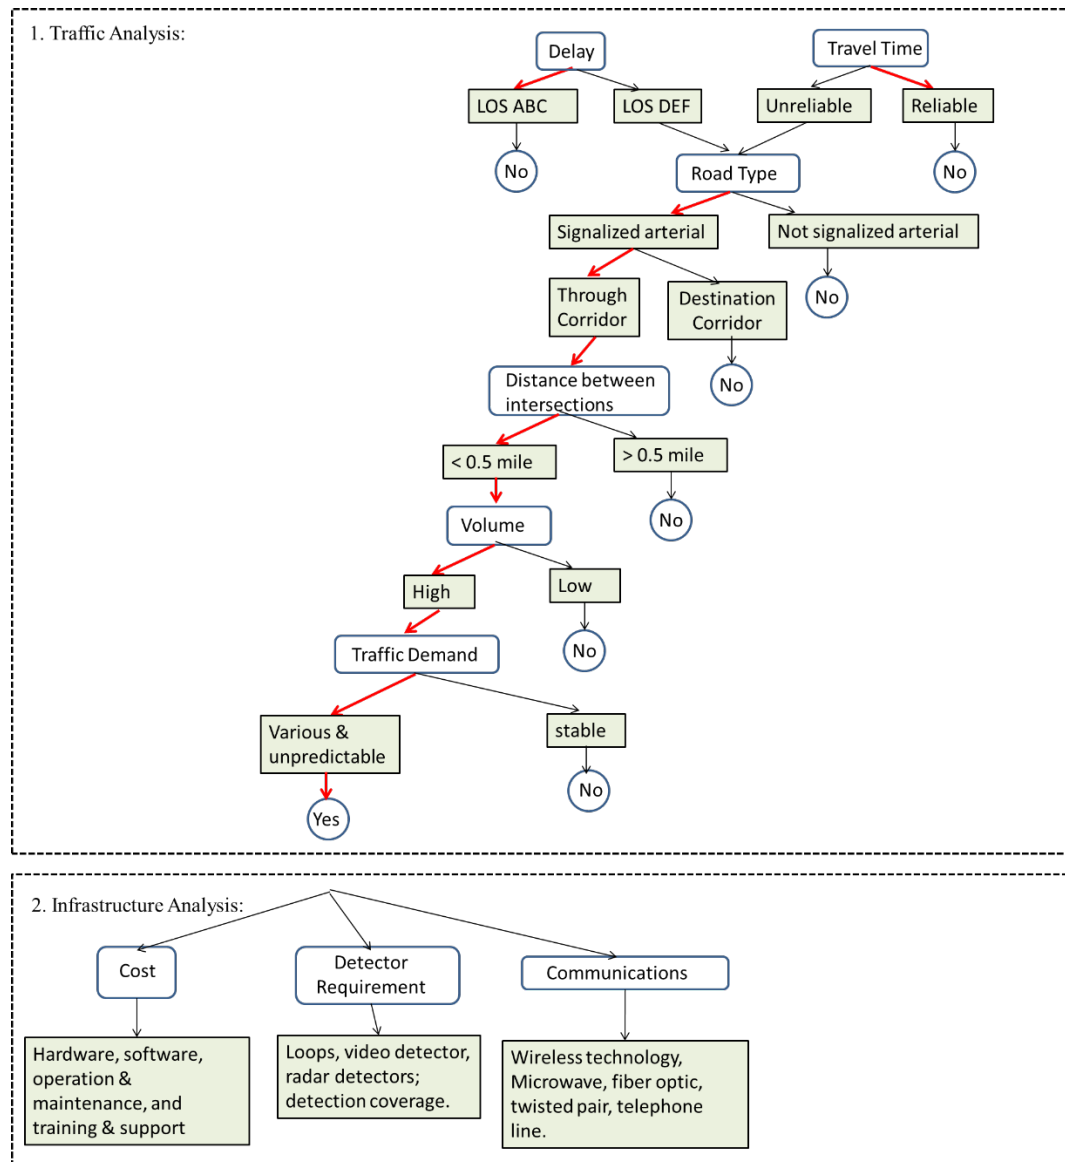 1. Traffic Analysis:
Delay
Travel Time
LOS ABC
LOS DEF
Unreliable
Reliable
No
No
Road Type
Signalized arterial
Not signalized arterial
No
Through
Corridor
Destination
Corridor
No
Distance between
intersections
< 0.5 mile
> 0.5 mile
No
Volume
High
Low
No
Traffic Demand
Various &
unpredictable
stable
No
Yes
2. Infrastructure Analysis:
Cost
Detector
Requirement
Communications
Hardware, software,
operation &
maintenance, and
training & support
Loops, video detector,
radar detectors;
detection coverage.
Wireless technology,
Microwave, fiber optic,
twisted pair, telephone
line.